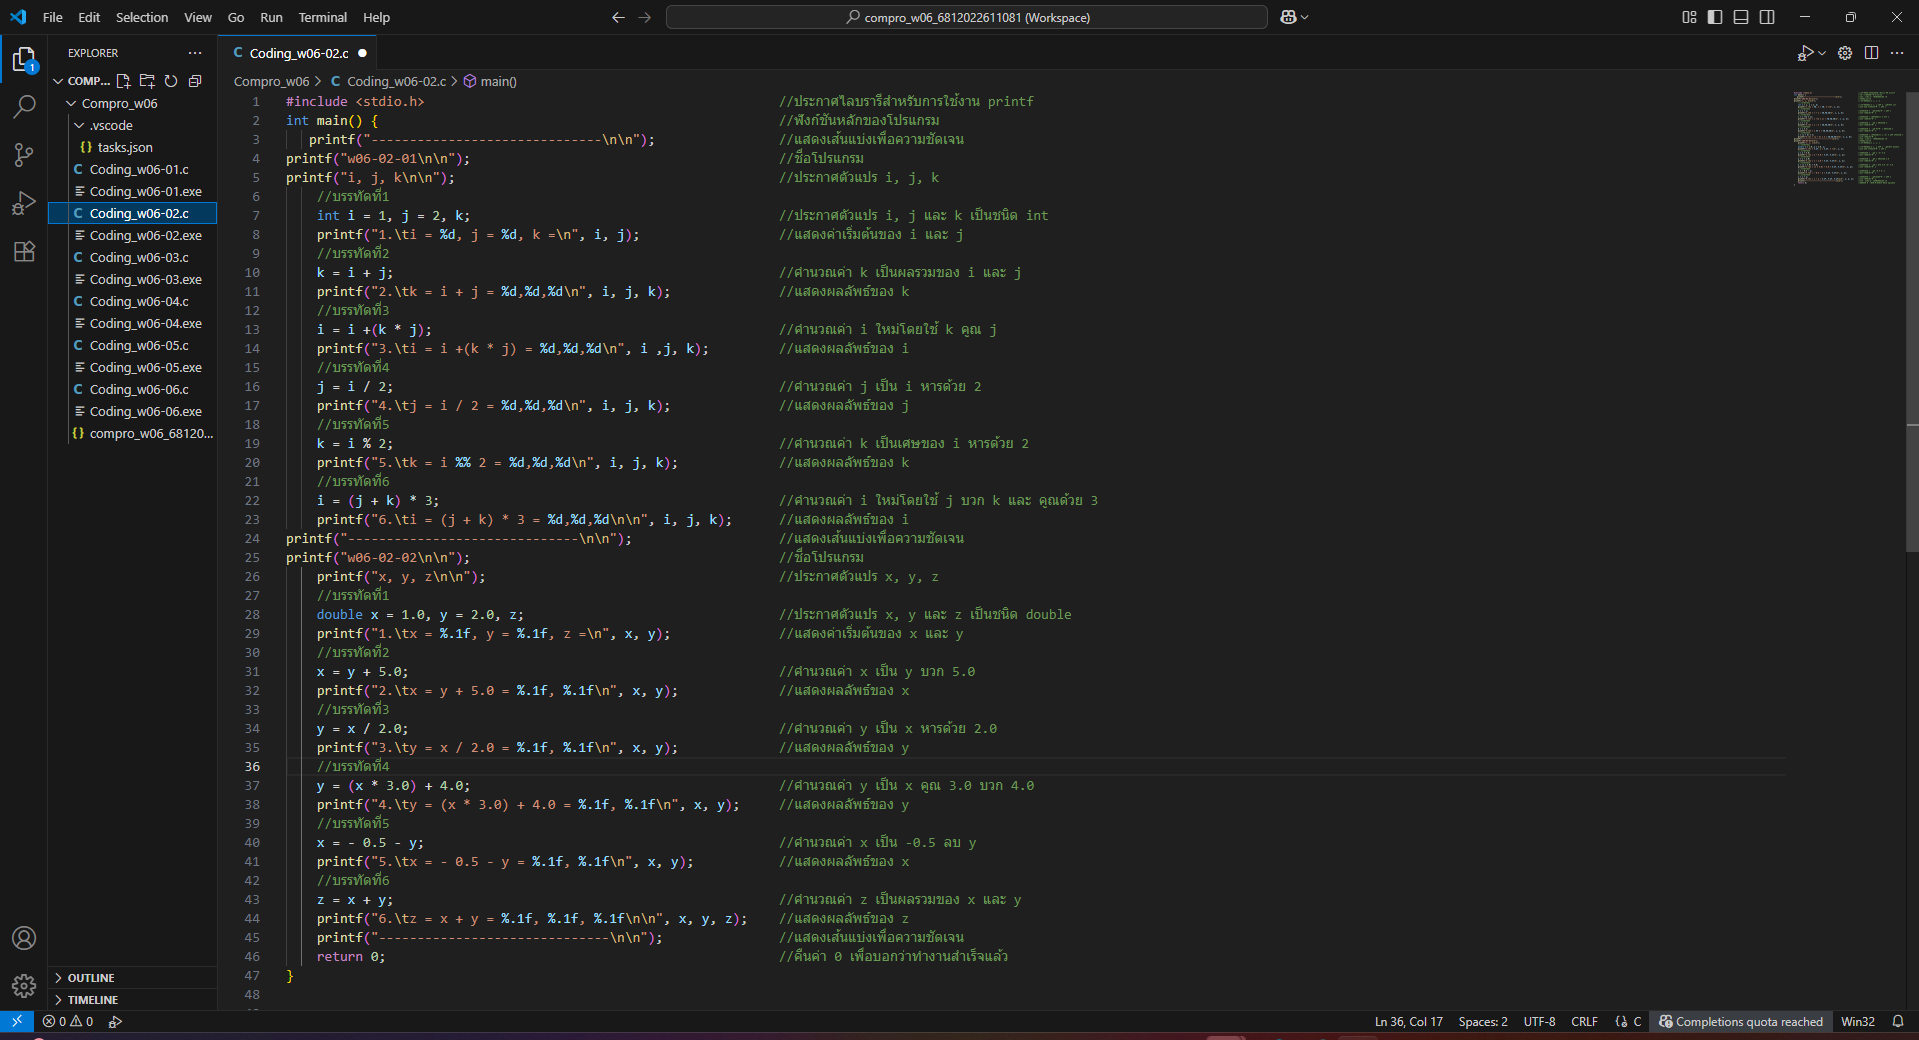 File Edit Selection View Go Run Terminal Help
compro_w06_6812022611081 (Workspace)
EXPLORER
COMP...
Compro_w06
.vscode
{} tasks.json
C Coding_w06-01.c
Coding_w06-01.exe
C Coding_w06-02.c
Coding_w06-02.exe
C Coding_w06-03.c
Coding_w06-03.exe
C Coding_w06-04.c
Coding_w06-04.exe
C Coding_w06-05.c
Coding_w06-05.exe
C Coding_w06-06.c
Coding_w06-06.exe
{} compro_w06_68120...
OUTLINE
TIMELINE
C Coding_w06-02.c
Compro_w06 > C Coding_w06-02.c > main()
1 #include <stdio.h> //ประกาศไลบรารีสำหรับการใช้งาน printf
2 int main() { //ฟังก์ชันหลักของโปรแกรม
3 printf("------------------------------\n\n"); //แสดงเส้นแบ่งเพื่อความชัดเจน
4 printf("w06-02-01\n\n"); //ชื่อโปรแกรม
5 printf("i, j, k\n\n"); //ประกาศตัวแปร i, j, k
6 //บรรทัดที่1
7 int i = 1, j = 2, k; //ประกาศตัวแปร i, j และ k เป็นชนิด int
8 printf("1.\ti = %d, j = %d, k =\n", i, j); //แสดงค่าเริ่มต้นของ i และ j
9 //บรรทัดที่2
10 k = i + j; //คำนวณค่า k เป็นผลรวมของ i และ j
11 printf("2.\tk = i + j = %d,%d,%d\n", i, j, k); //แสดงผลลัพธ์ของ k
12 //บรรทัดที่3
13 i = i +(k * j); //คำนวณค่า i ใหม่โดยใช้ k คูณ j
14 printf("3.\ti = i +(k * j) = %d,%d,%d\n", i ,j, k); //แสดงผลลัพธ์ของ i
15 //บรรทัดที่4
16 j = i / 2; //คำนวณค่า j เป็น i หารด้วย 2
17 printf("4.\tj = i / 2 = %d,%d,%d\n", i, j, k); //แสดงผลลัพธ์ของ j
18 //บรรทัดที่5
19 k = i % 2; //คำนวณค่า k เป็นเศษของ i หารด้วย 2
20 printf("5.\tk = i %% 2 = %d,%d,%d\n", i, j, k); //แสดงผลลัพธ์ของ k
21 //บรรทัดที่6
22 i = (j + k) * 3; //คำนวณค่า i ใหม่โดยใช้ j บวก k และ คูณด้วย 3
23 printf("6.\ti = (j + k) * 3 = %d,%d,%d\n\n", i, j, k); //แสดงผลลัพธ์ของ i
24 printf("------------------------------\n\n"); //แสดงเส้นแบ่งเพื่อความชัดเจน
25 printf("w06-02-02\n\n"); //ชื่อโปรแกรม
26 printf("x, y, z\n\n"); //ประกาศตัวแปร x, y, z
27 //บรรทัดที่1
28 double x = 1.0, y = 2.0, z; //ประกาศตัวแปร x, y และ z เป็นชนิด double
29 printf("1.\tx = %.1f, y = %.1f, z =\n", x, y); //แสดงค่าเริ่มต้นของ x และ y
30 //บรรทัดที่2
31 x = y + 5.0; //คำนวณค่า x เป็น y บวก 5.0
32 printf("2.\tx = y + 5.0 = %.1f, %.1f\n", x, y); //แสดงผลลัพธ์ของ x
33 //บรรทัดที่3
34 y = x / 2.0; //คำนวณค่า y เป็น x หารด้วย 2.0
35 printf("3.\ty = x / 2.0 = %.1f, %.1f\n", x, y); //แสดงผลลัพธ์ของ y
36 //บรรทัดที่4
37 y = (x * 3.0) + 4.0; //คำนวณค่า y เป็น x คูณ 3.0 บวก 4.0
38 printf("4.\ty = (x * 3.0) + 4.0 = %.1f, %.1f\n", x, y); //แสดงผลลัพธ์ของ y
39 //บรรทัดที่5
40 x = - 0.5 - y; //คำนวณค่า x เป็น -0.5 ลบ y
41 printf("5.\tx = - 0.5 - y = %.1f, %.1f\n", x, y); //แสดงผลลัพธ์ของ x
42 //บรรทัดที่6
43 z = x + y; //คำนวณค่า z เป็นผลรวมของ x และ y
44 printf("6.\tz = x + y = %.1f, %.1f, %.1f\n\n", x, y, z); //แสดงผลลัพธ์ของ z
45 printf("------------------------------\n\n"); //แสดงเส้นแบ่งเพื่อความชัดเจน
46 return 0; //คืนค่า 0 เพื่อบอกว่าทำงานสำเร็จแล้ว
47 }
48
0 0 Ln 36, Col 17 Spaces: 2 UTF-8 CRLF C Completions quota reached Win32